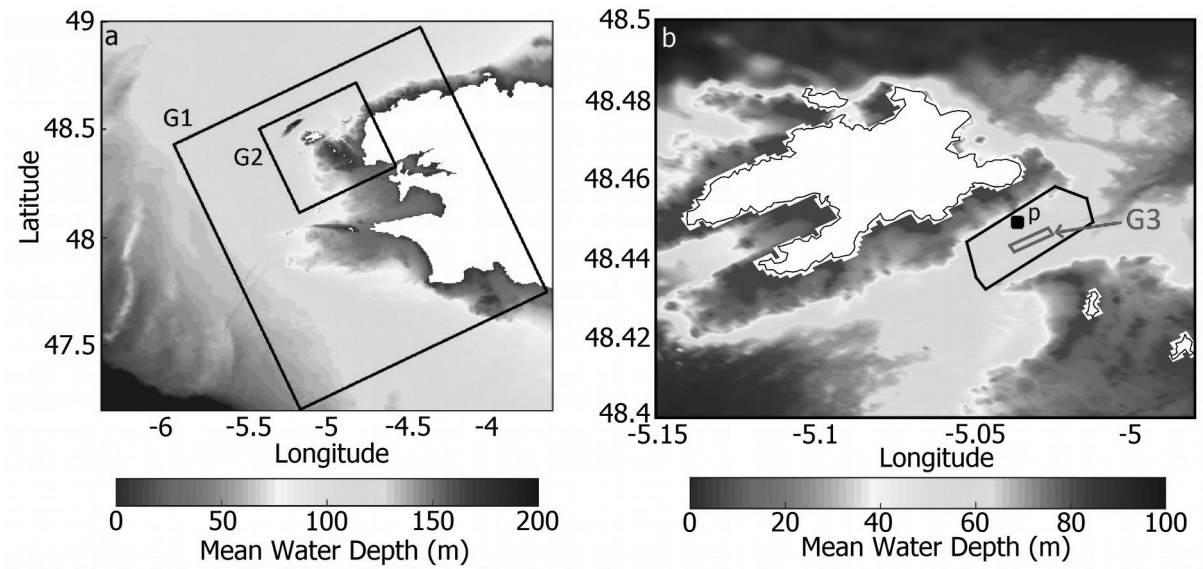 a
49
G1
48.5
G2
48
47.5
Latitude
-6
-5.5
-5
-4.5
-4
Longitude
0
50
100
150
200
Mean Water Depth (m)
b
48.5
48.48
48.46
p
G3
48.44
48.42
48.4
-5.15
-5.1
-5.05
-5
Longitude
0
20
40
60
80
100
Mean Water Depth (m)